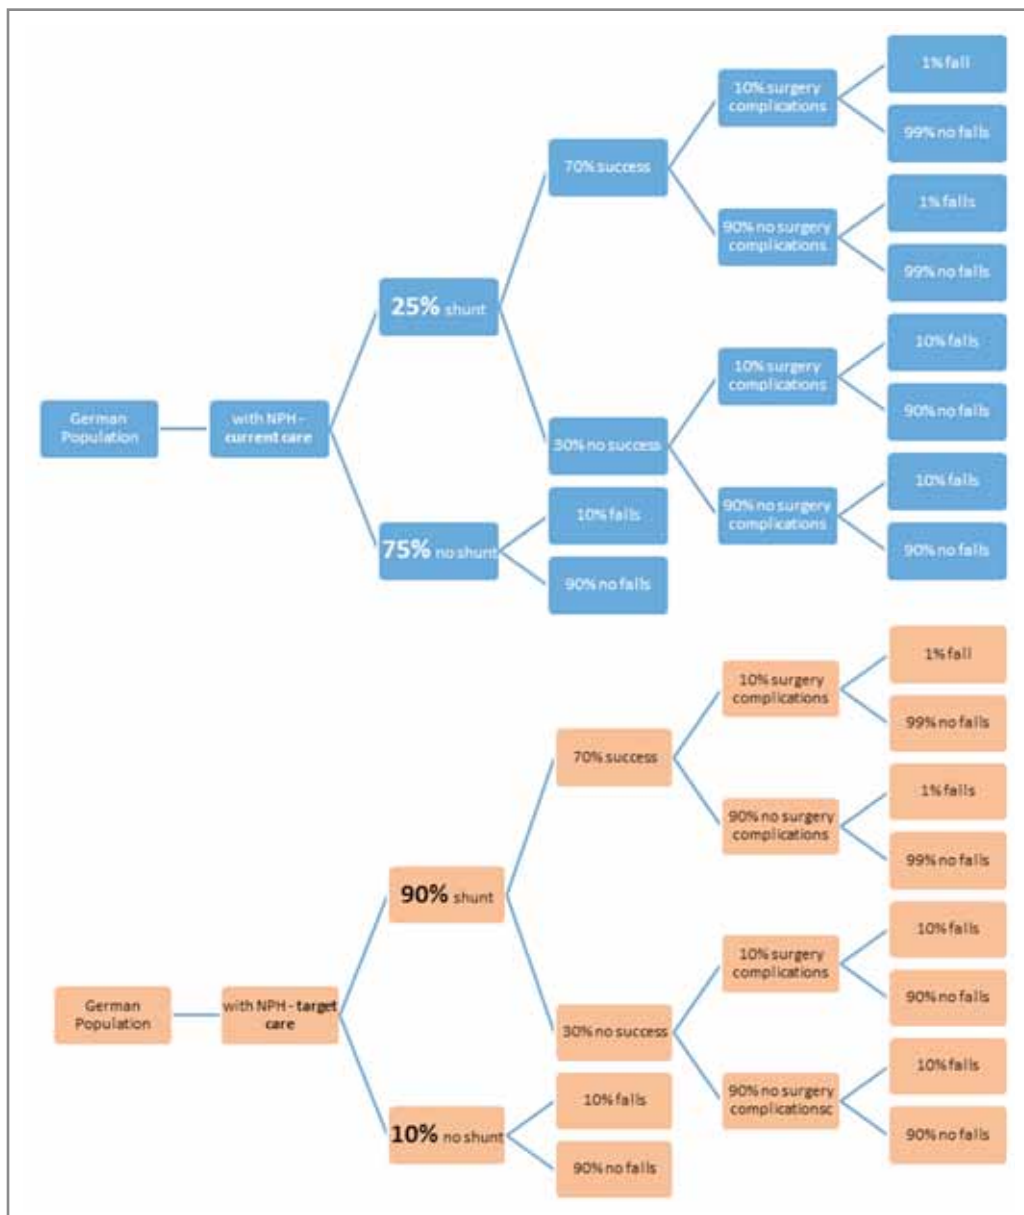 1% fall
10% surgery
complications
99% no falls
70% success
1% falls
90% no surgery
complications
99% no falls
25% shunt
10% falls
10% surgery
complications
90% no falls
German
Population
with NPH -
current care
30% no success
10% falls
10% falls
90% no surgery
complications
75% no shunt
90% no falls
90% no falls
1% fall
10% surgery
complications
99% no falls
70% success
1% falls
90% no surgery
complications
99% no falls
90% shunt
10% falls
10% surgery
complications
90% no falls
German
Population
with NPH - target
care
30% no success
10% falls
10% falls
90% no surgery
complicationsc
10% no shunt
90% no falls
90% no falls